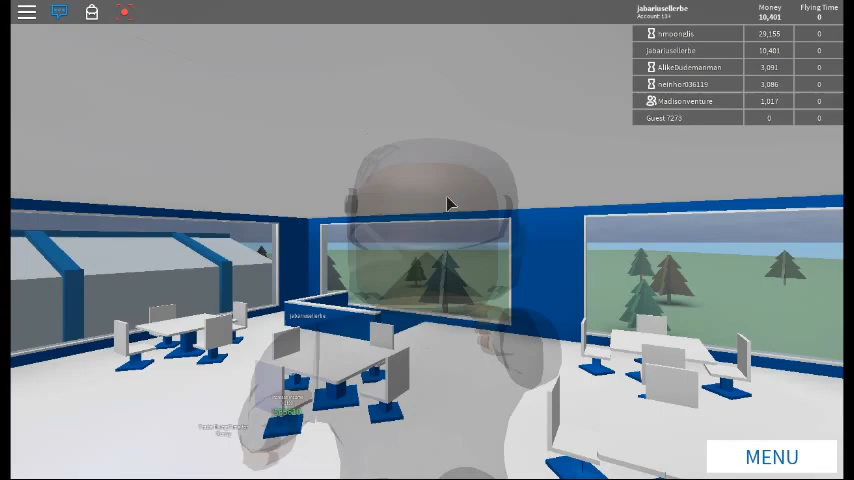 jabariusellerbe
Account: 13+
Money
10,401
Flying Time
0
nmoonglis 29,155 0
jabariusellerbe 10,401 0
AlikeDudemanman 3,091 0
neinhor036119 3,086 0
Madisonventure 1,017 0
Guest 7273 0 0
jabariusellerbe
MENU